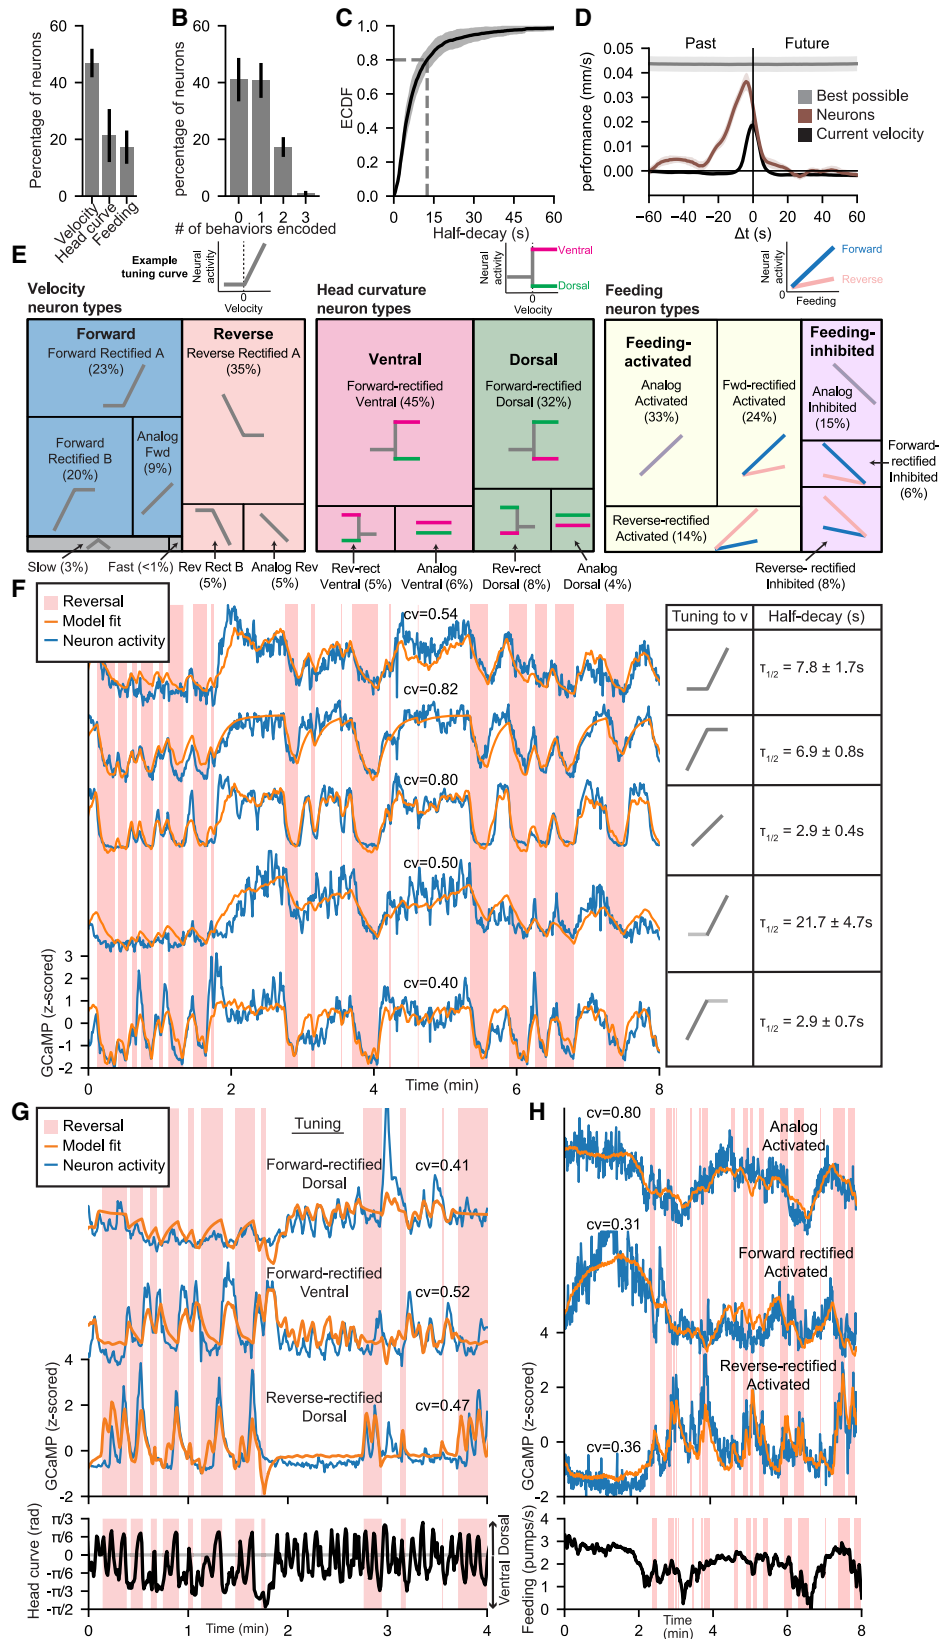 B
C
D
60
40
20
0
Percentage of neurons
Velocity
Head curve
Feeding
60
40
20
0
percentage of neurons
0 1 2 3
# of behaviors encoded
1.0
0.8
0.6
0.4
0.2
0.0
ECDF
0 15 30 45 60
Half-decay (s)
Past Future
0.05
0.04
0.03
0.02
0.01
0.00
performance (mm/s)
Best possible
Neurons
Current velocity
−60 −40 −20 0 20 40 60
Δt (s)
E
Example
tuning curve
Neural
activity
0
Velocity
Neural
activity
Ventral
Dorsal
0
Velocity
Neural
activity
Forward
Reverse
0
Feeding
Velocity
neuron types
Forward
Forward Rectified A
(23%)
Forward
Rectified B
(20%)
Analog
Fwd
(9%)
Reverse
Reverse Rectified A
(35%)
Slow (3%)
Fast (<1%)
Rev Rect B
(5%)
Analog Rev
(5%)
Head curvature
neuron types
Ventral
Forward-rectified
Ventral (45%)
Dorsal
Forward-rectified
Dorsal (32%)
Rev-rect
Ventral (5%)
Analog
Ventral (6%)
Rev-rect
Dorsal (8%)
Analog
Dorsal (4%)
Feeding
neuron types
Feeding-
activated
Analog
Activated
(33%)
Fwd-rectified
Activated
(24%)
Reverse-rectified
Activated (14%)
Feeding-
inhibited
Analog
Inhibited
(15%)
Forward-
rectified
Inhibited
(6%)
Reverse- rectified
Inhibited (8%)
F
Reversal
Model fit
Neuron activity
cv=0.54
cv=0.82
cv=0.80
cv=0.50
cv=0.40
3
2
1
0
-1
-2
GCaMP (z-scored)
0 2 4 6 8
Time (min)
Tuning to v Half-decay (s)
τ1/2 = 7.8 ± 1.7s
τ1/2 = 6.9 ± 0.8s
τ1/2 = 2.9 ± 0.4s
τ1/2 = 21.7 ± 4.7s
τ1/2 = 2.9 ± 0.7s
G
Reversal
Model fit
Neuron activity
Tuning
Forward-rectified
Dorsal
cv=0.41
Forward-rectified
Ventral
cv=0.52
Reverse-rectified
Dorsal
cv=0.47
4
2
0
-2
GCaMP (z-scored)
π/3
π/6
0
-π/6
-π/3
-π/2
Head curve (rad)
Ventral Dorsal
0 1 2 3 4
Time (min)
H
cv=0.80
Analog
Activated
cv=0.31
Forward rectified
Activated
Reverse-rectified
Activated
cv=0.36
4
4
2
0
-2
GCaMP (z-scored)
4
3
2
1
0
Feeding (pumps/s)
0 2 4 6 8
Time
(min)